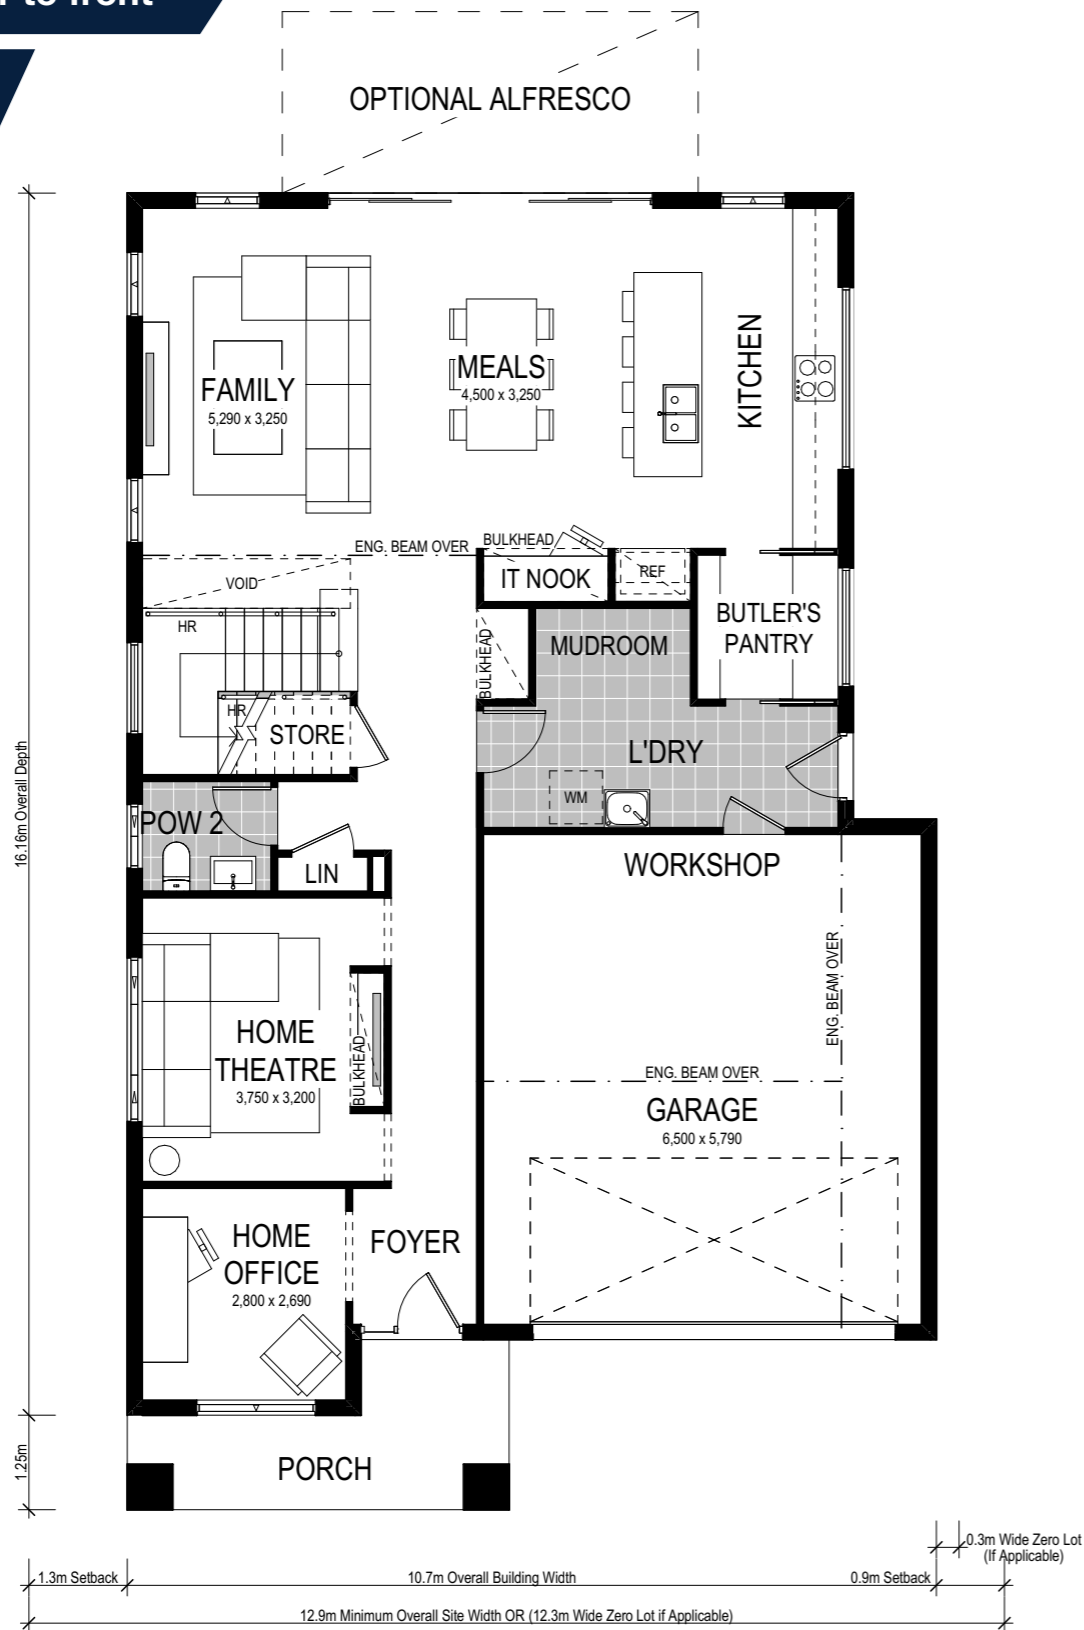 to front
OPTIONAL ALFRESCO
FAMILY
5,290 x 3,250
MEALS
4,500 x 3,250
KITCHEN
ENG. BEAM OVER
BULKHEAD
VOID
IT NOOK
REF
HR
BULKHEAD
MUDROOM
BUTLER'S
PANTRY
HR
STORE
L'DRY
WM
POW 2
LIN
WORKSHOP
16.16m Overall Depth
ENG. BEAM OVER
HOME
THEATRE
3,750 x 3,200
BULKHEAD
ENG. BEAM OVER
GARAGE
6,500 x 5,790
HOME
OFFICE
2,800 x 2,690
FOYER
PORCH
1.25m
0.3m Wide Zero Lot
(If Applicable)
1.3m Setback
10.7m Overall Building Width
0.9m Setback
12.9m Minimum Overall Site Width OR (12.3m Wide Zero Lot if Applicable)